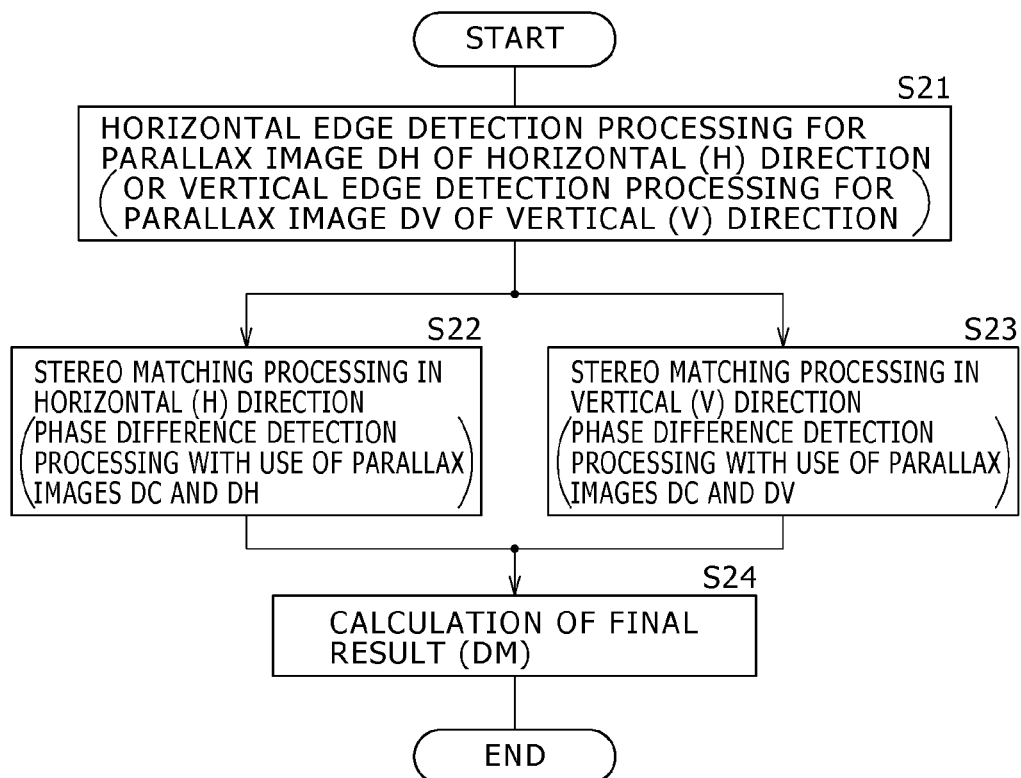 START
S21
HORIZONTAL EDGE DETECTION PROCESSING FOR
PARALLAX IMAGE DH OF HORIZONTAL (H) DIRECTION
(OR VERTICAL EDGE DETECTION PROCESSING FOR
PARALLAX IMAGE DV OF VERTICAL (V) DIRECTION)
S22
STEREO MATCHING PROCESSING IN
HORIZONTAL (H) DIRECTION
(PHASE DIFFERENCE DETECTION
PROCESSING WITH USE OF PARALLAX
IMAGES DC AND DH)
S23
STEREO MATCHING PROCESSING IN
VERTICAL (V) DIRECTION
(PHASE DIFFERENCE DETECTION
PROCESSING WITH USE OF PARALLAX
IMAGES DC AND DV)
S24
CALCULATION OF FINAL
RESULT (DM)
END